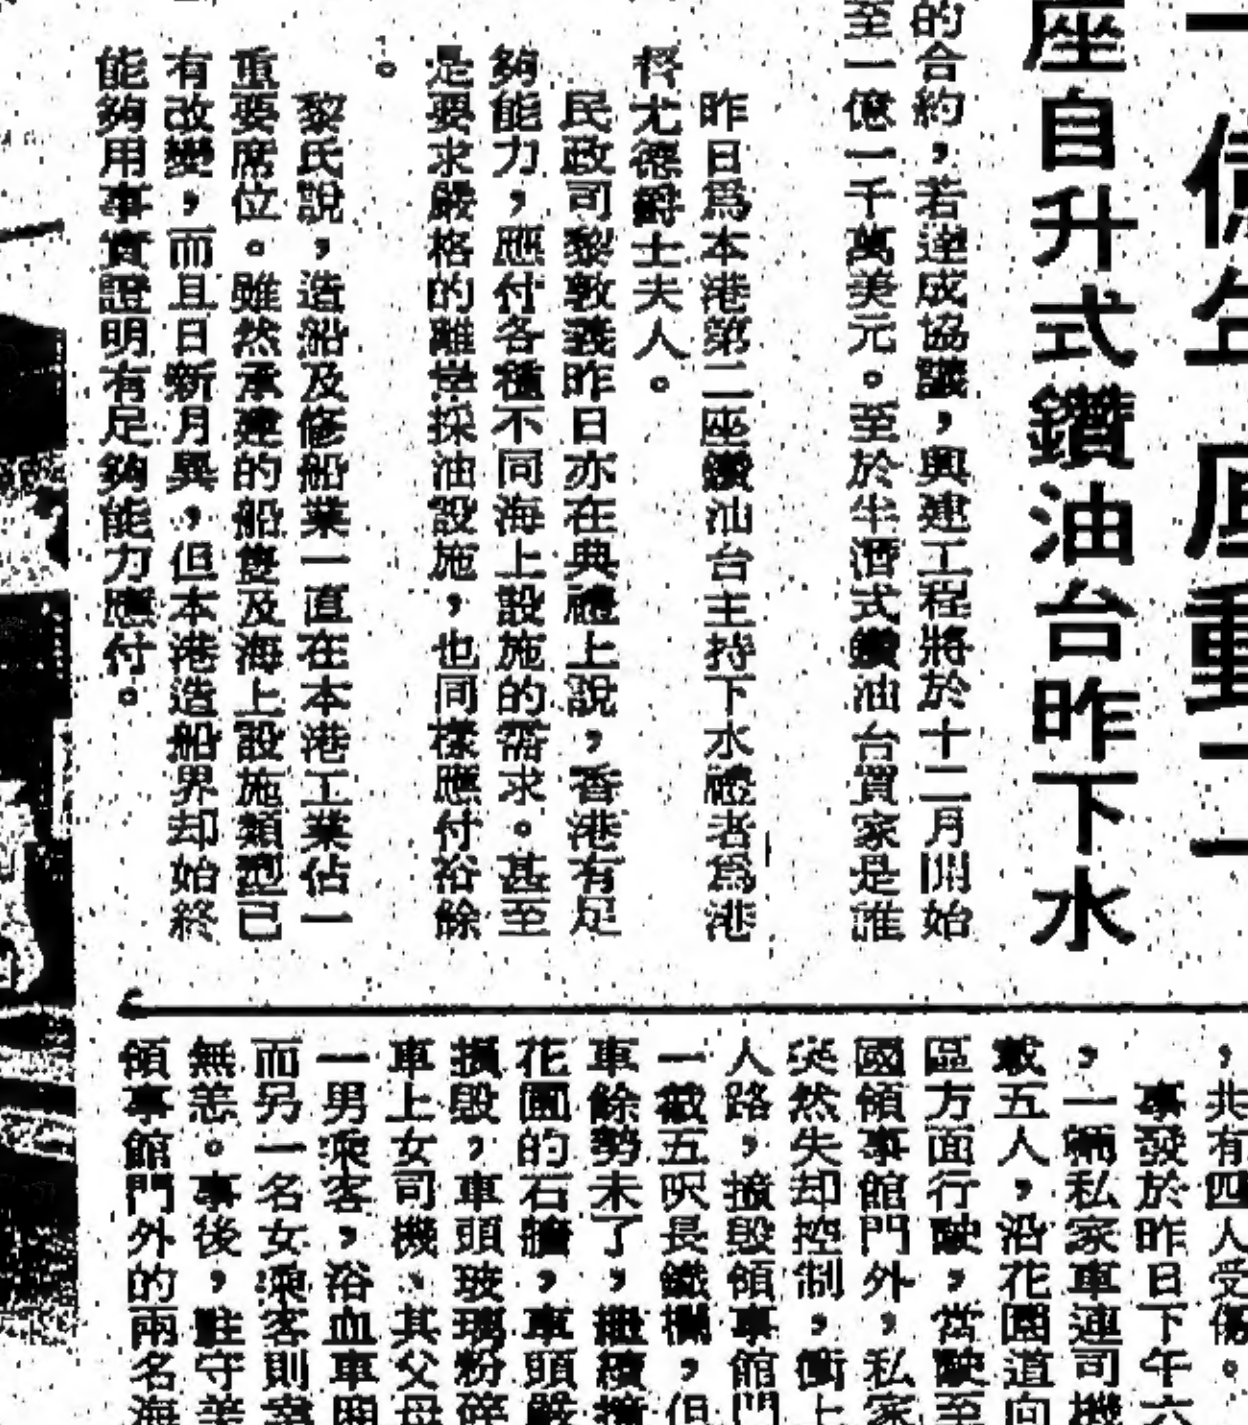 億年底動工
座自升式鑽油台昨下水
的合約，若達成協議，興建工程將於十二月開始
至一億一千萬美元。至於半潛式鑽油台買家是誰
昨日爲本港第二座鑽油台主持下水禮者爲港
督尤德爵士夫人。
民政司黎敦義昨日亦在典禮上說，香港有足
夠能力，應付各種不同海上設施的需求。甚至
是要求嚴格的離岸採油設施，也同樣應付裕餘
。
黎氏說，造船及修船業一直在本港工業佔一
重要席位。雖然承建的船隻及海上設施類型已
有改變，而且日新月異，但本港造船界却始終
能夠用事實證明有足夠能力應付。
，共有四人受傷。
事發於昨日下午六
，一輛私家車連司機
載五人，沿花園道向
區方面行駛，當駛至
國領事館門外，私家
突然失却控制，衝上
人路，撞毀領事館門
一截五呎長鐵欄，但
車餘勢未了，繼續撞
花園的石牆，車頭嚴
損毀，車頭玻璃粉碎
車上女司機、其父母
一男乘客，浴血車
而另一名女乘客則
無恙。事後，駐守美
領事館門外的兩名海